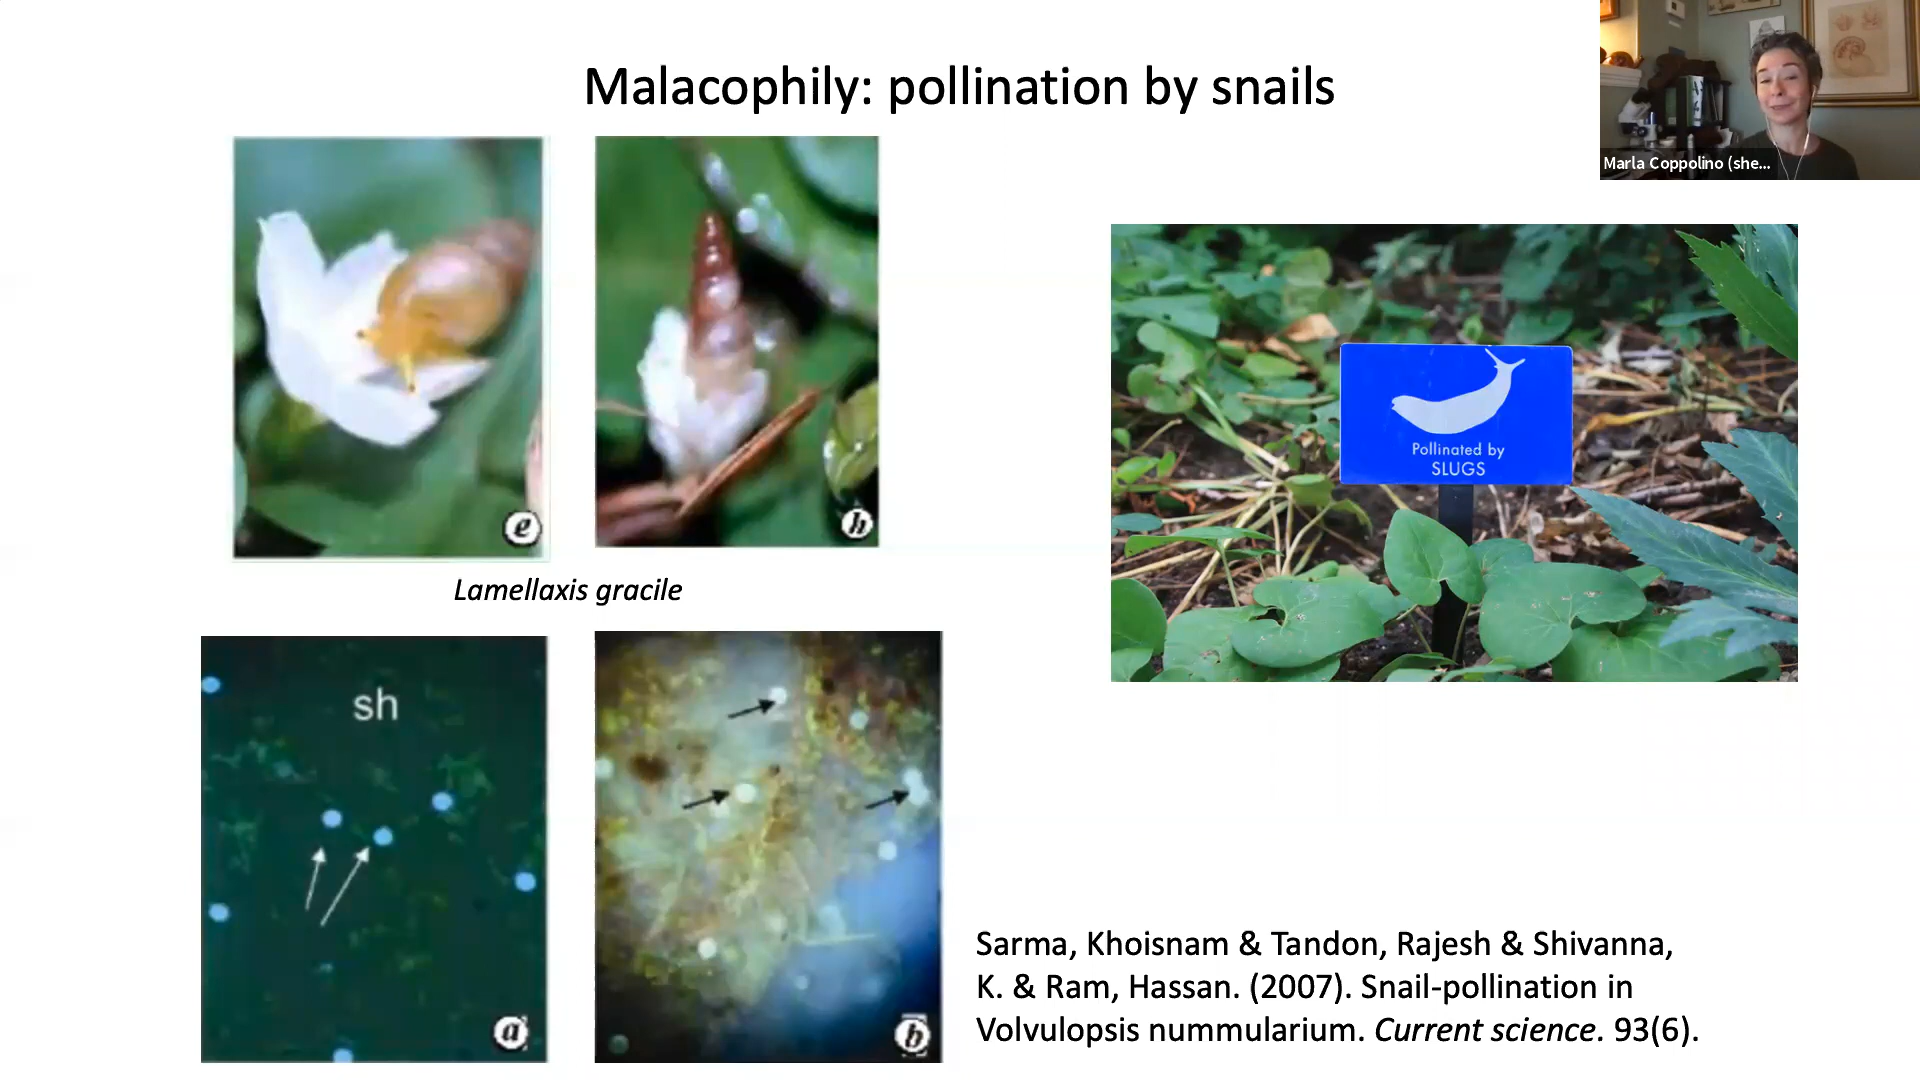 Malacophily: pollination by snails
Marla Coppolino (she...
e
h
Pollinated by
SLUGS
Lamellaxis gracile
sh
a
b
Sarma, Khoisnam & Tandon, Rajesh & Shivanna,
K. & Ram, Hassan. (2007). Snail-pollination in
Volvulopsis nummularium. Current science. 93(6).